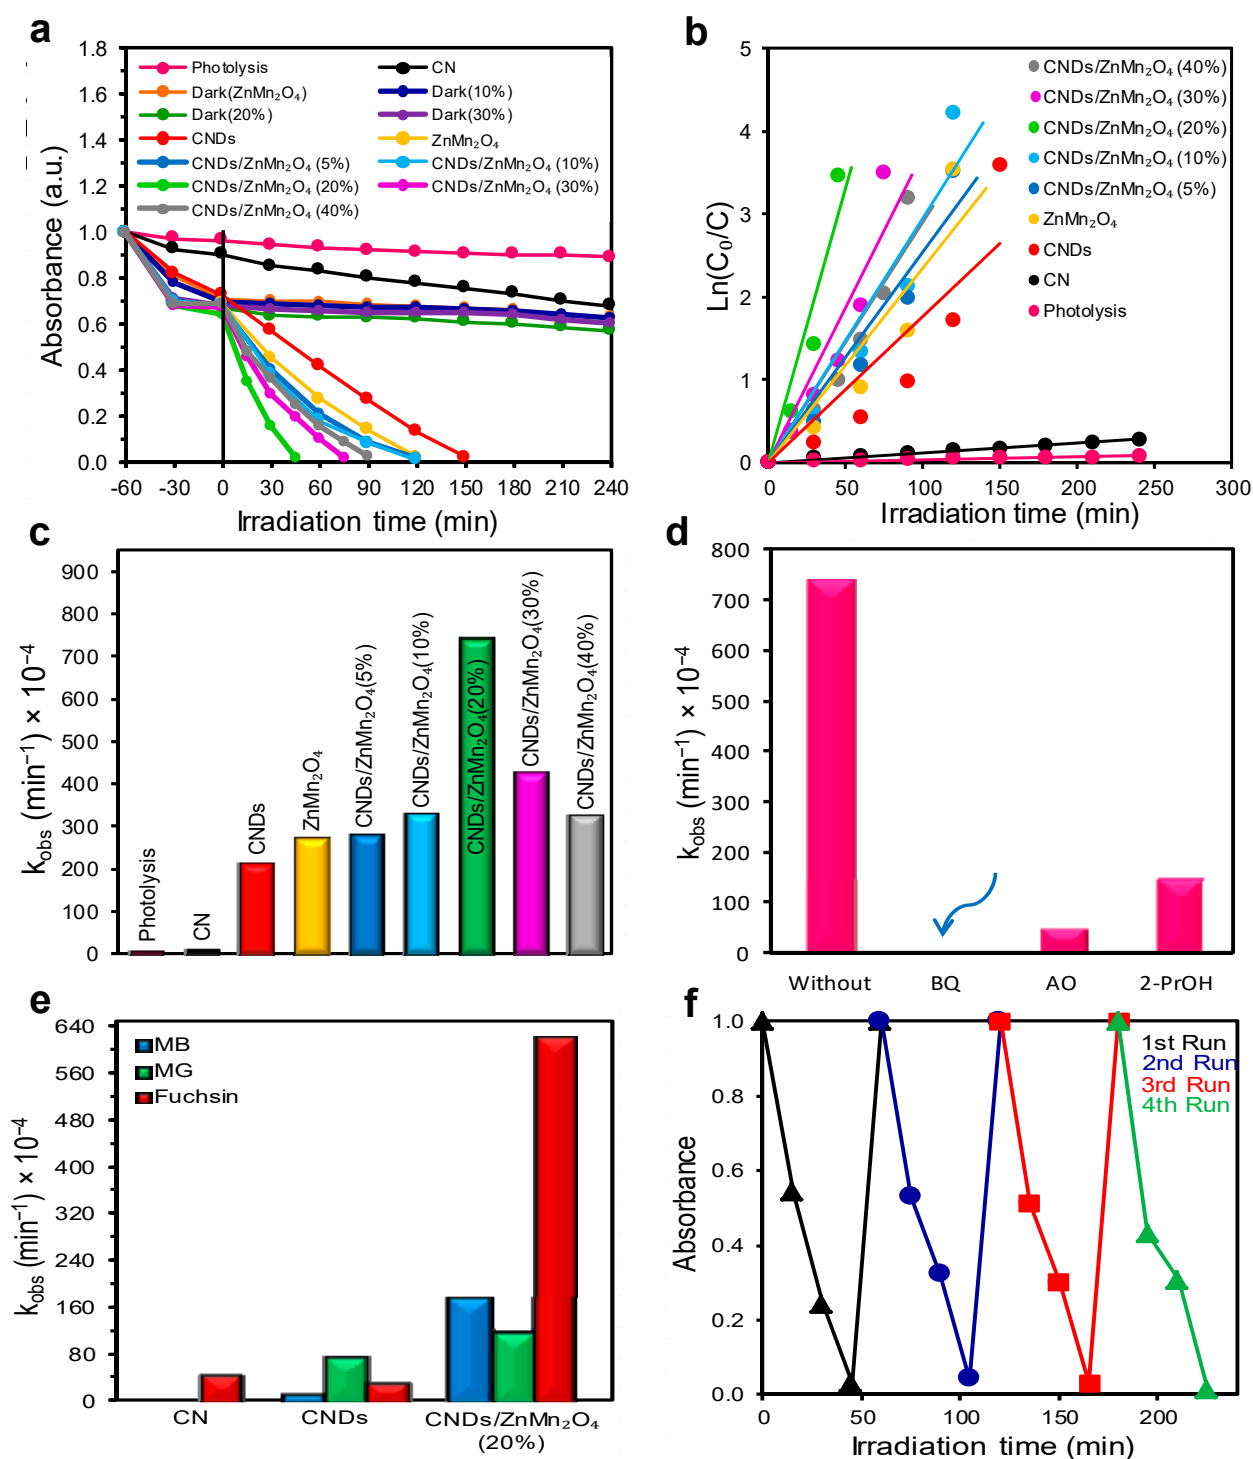 a
1.8
1.6
1.4
1.2
1.0
0.8
0.6
0.4
0.2
0.0
Absorbance (a.u.)
Photolysis
CN
Dark(ZnMn₂O₄)
Dark(10%)
Dark(20%)
Dark(30%)
CNDs
ZnMn₂O₄
CNDs/ZnMn₂O₄ (5%)
CNDs/ZnMn₂O₄ (10%)
CNDs/ZnMn₂O₄ (20%)
CNDs/ZnMn₂O₄ (30%)
CNDs/ZnMn₂O₄ (40%)
-60 -30 0 30 60 90 120 150 180 210 240
Irradiation time (min)
b
5
4
3
2
1
0
Ln(C₀/C)
CNDs/ZnMn₂O₄ (40%)
CNDs/ZnMn₂O₄ (30%)
CNDs/ZnMn₂O₄ (20%)
CNDs/ZnMn₂O₄ (10%)
CNDs/ZnMn₂O₄ (5%)
ZnMn₂O₄
CNDs
CN
Photolysis
0 50 100 150 200 250 300
Irradiation time (min)
c
900
800
700
600
500
400
300
200
100
0
k_obs (min⁻¹) × 10⁻⁴
Photolysis
CN
CNDs
ZnMn₂O₄
CNDs/ZnMn₂O₄(5%)
CNDs/ZnMn₂O₄(10%)
CNDs/ZnMn₂O₄(20%)
CNDs/ZnMn₂O₄(30%)
CNDs/ZnMn₂O₄(40%)
d
800
700
600
500
400
300
200
100
0
k_obs (min⁻¹) × 10⁻⁴
Without BQ AO 2-PrOH
e
640
560
480
400
320
240
160
80
0
k_obs (min⁻¹) × 10⁻⁴
MB
MG
Fuchsin
CN CNDs CNDs/ZnMn₂O₄
(20%)
f
1.0
0.8
0.6
0.4
0.2
0.0
Absorbance
1st Run
2nd Run
3rd Run
4th Run
0 50 100 150 200
Irradiation time (min)